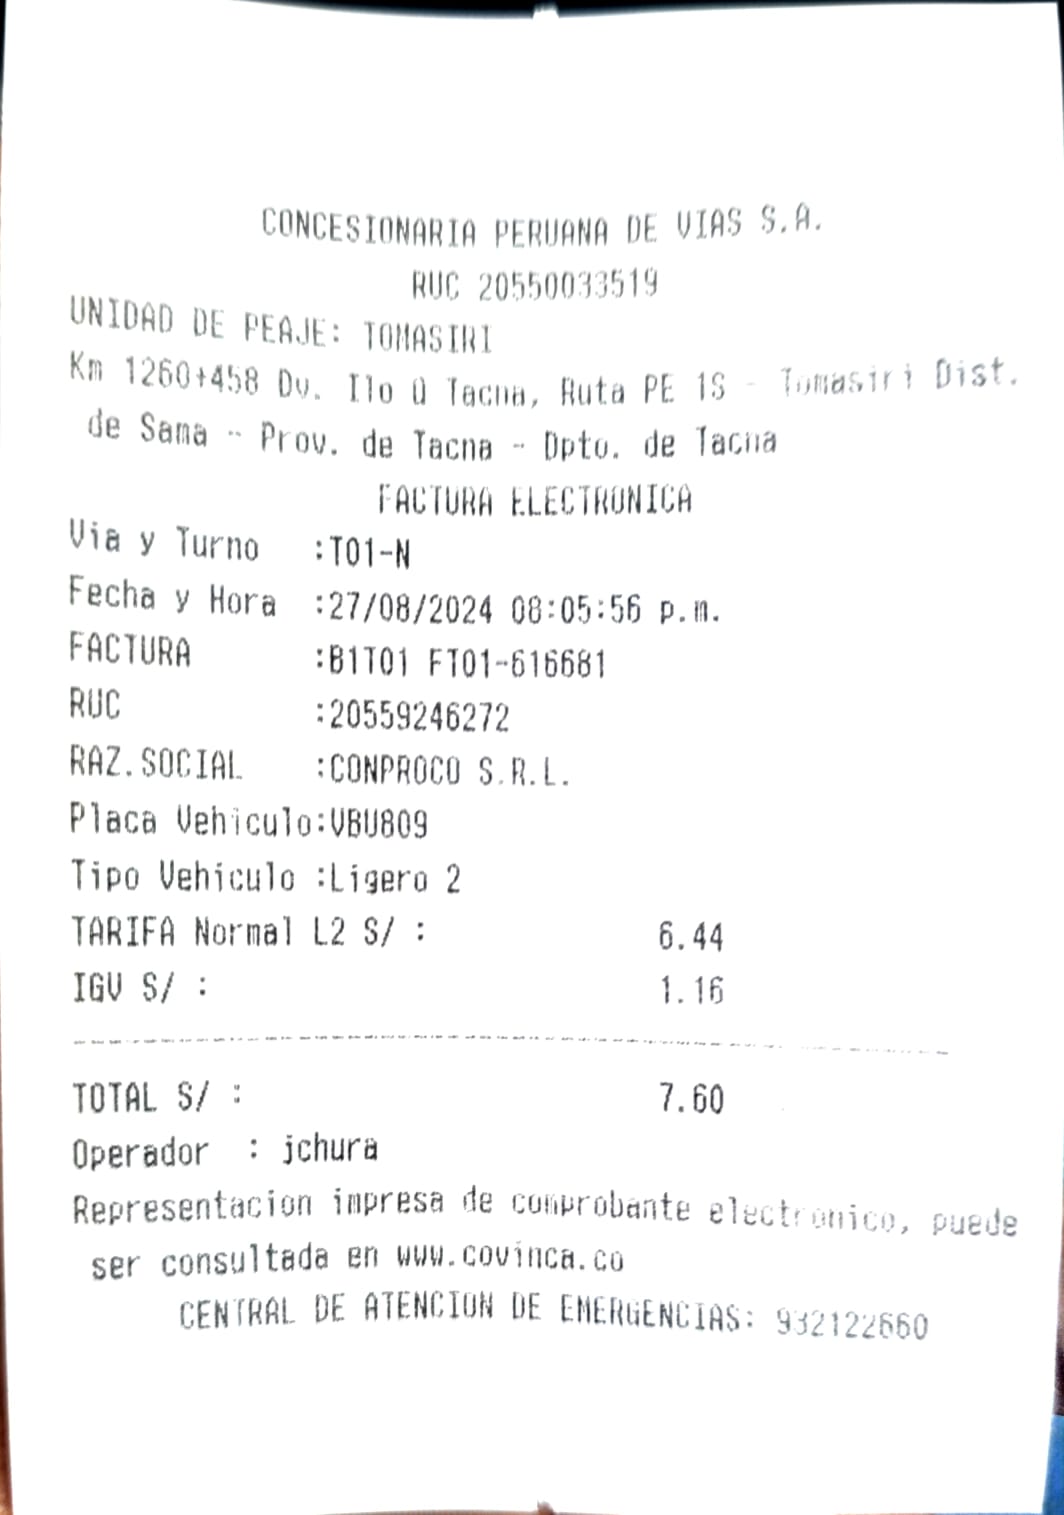 CONCESIONARIA PERUANA DE VIAS S.A.
RUC 20550033519
UNIDAD DE PEAJE: TOMASIRI
Km 1260+458 Dv. Ilo Ū Tacna, Ruta PE 1S - Tomasiri Dist.
de Sama - Prov. de Tacna - Dpto. de Tacna
FACTURA ELECTRONICA
Via y Turno :T01-N
Fecha y Hora :27/08/2024 08:05:56 p.m.
FACTURA :B1T01 FT01-616681
RUC :20559246272
RAZ.SOCIAL :CONPROCO S.R.L.
Placa Vehiculo:VBU809
Tipo Vehiculo :Ligero 2
TARIFA Normal L2 S/ : 6.44
IGV S/ : 1.16
TOTAL S/ : 7.60
Operador : jchura
Representacion impresa de comprobante electronico, puede
ser consultada en www.covinca.co
CENTRAL DE ATENCION DE EMERGENCIAS: 932122660